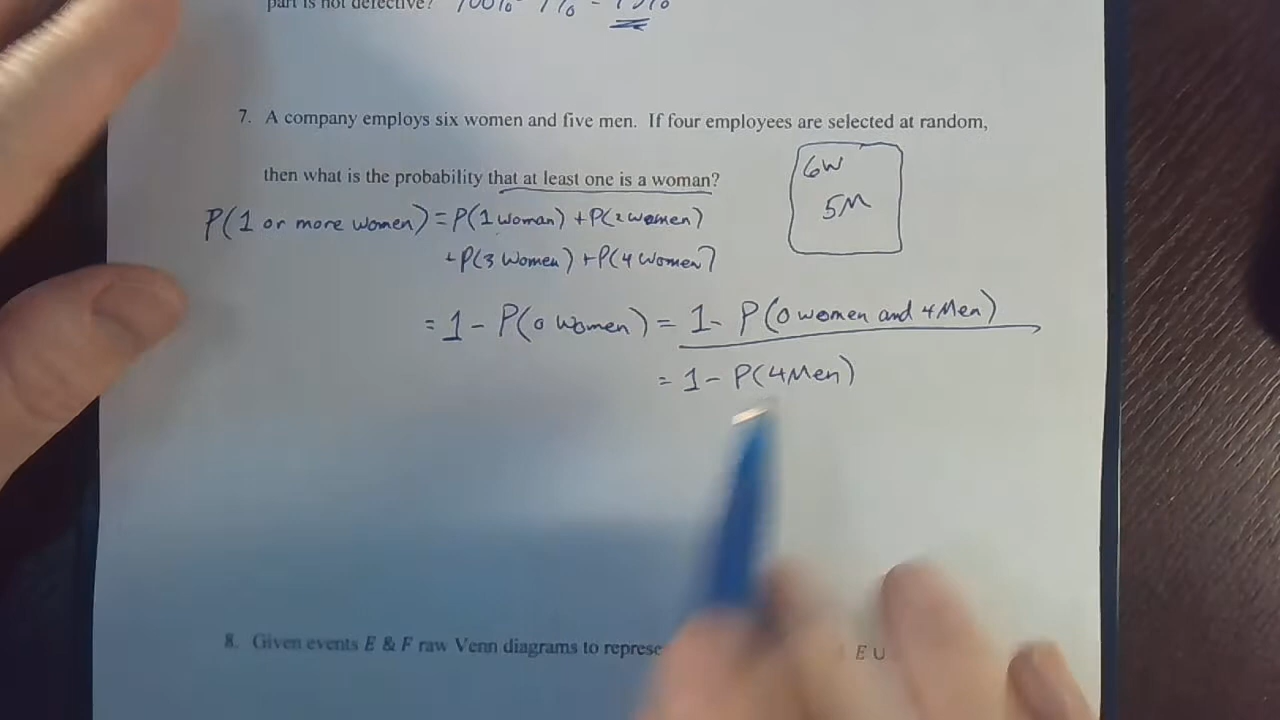 part is not defective? 100%
7. A company employs six women and five men. If four employees are selected at random,
then what is the probability that at least one is a woman?
6W
5M
P(1 or more women) = P(1 woman) + P(2 women)
+ P(3 women) + P(4 women)
= 1 - P(0 women) = 1 - P(0 women and 4 Men)
= 1 - P(4 Men)
8. Given events E & F raw Venn diagrams to represe
E ∪